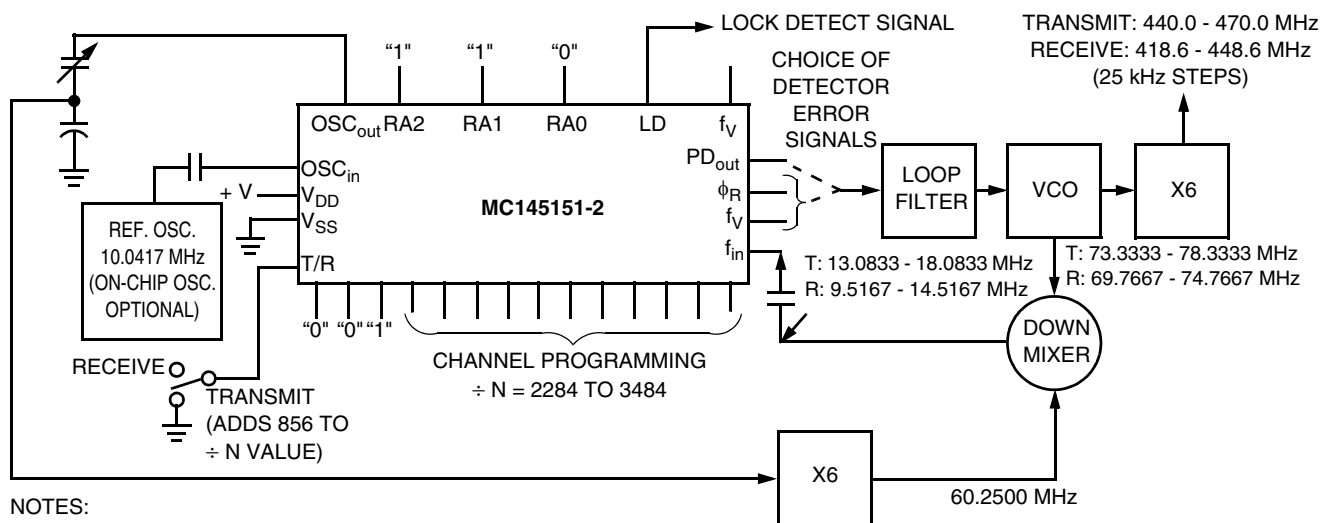 LOCK DETECT SIGNAL
TRANSMIT: 440.0 - 470.0 MHz
RECEIVE: 418.6 - 448.6 MHz
(25 kHz STEPS)
“1" “1" “0"
CHOICE OF
DETECTOR
ERROR
SIGNALS
OSCout RA2 RA1 RA0 LD fV
OSCin
+ V VDD
VSS
T/R
MC145151-2
PDout
ϕR
fV
fin
LOOP
FILTER
VCO
X6
REF. OSC.
10.0417 MHz
(ON-CHIP OSC.
OPTIONAL)
T: 13.0833 - 18.0833 MHz
R: 9.5167 - 14.5167 MHz
T: 73.3333 - 78.3333 MHz
R: 69.7667 - 74.7667 MHz
“0" “0" “1"
CHANNEL PROGRAMMING
÷ N = 2284 TO 3484
DOWN
MIXER
RECEIVE
TRANSMIT
(ADDS 856 TO
÷ N VALUE)
X6
60.2500 MHz
NOTES: